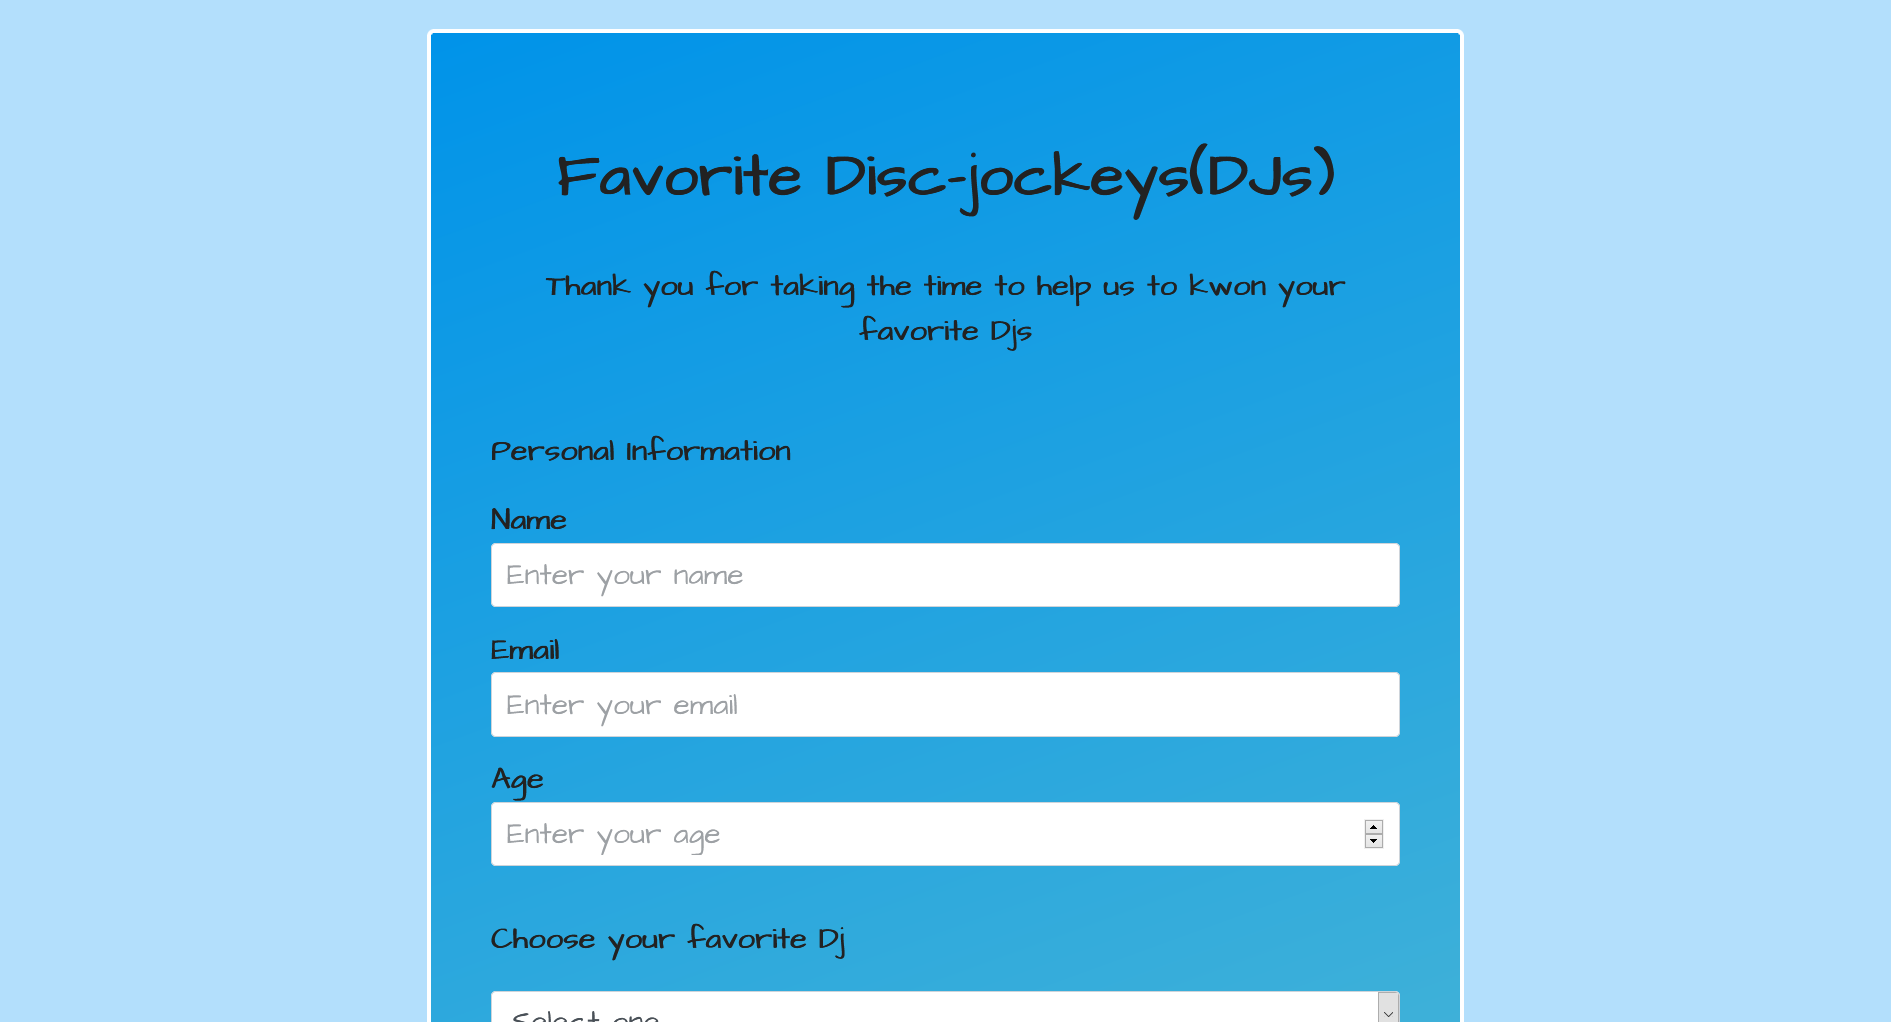 Favorite Disc-jockeys(DJs)
Thank you for taking the time to help us to kwon your
favorite Djs
Personal Information
Name
Enter your name
Email
Enter your email
Age
Enter your age
Choose your favorite Dj
Select one